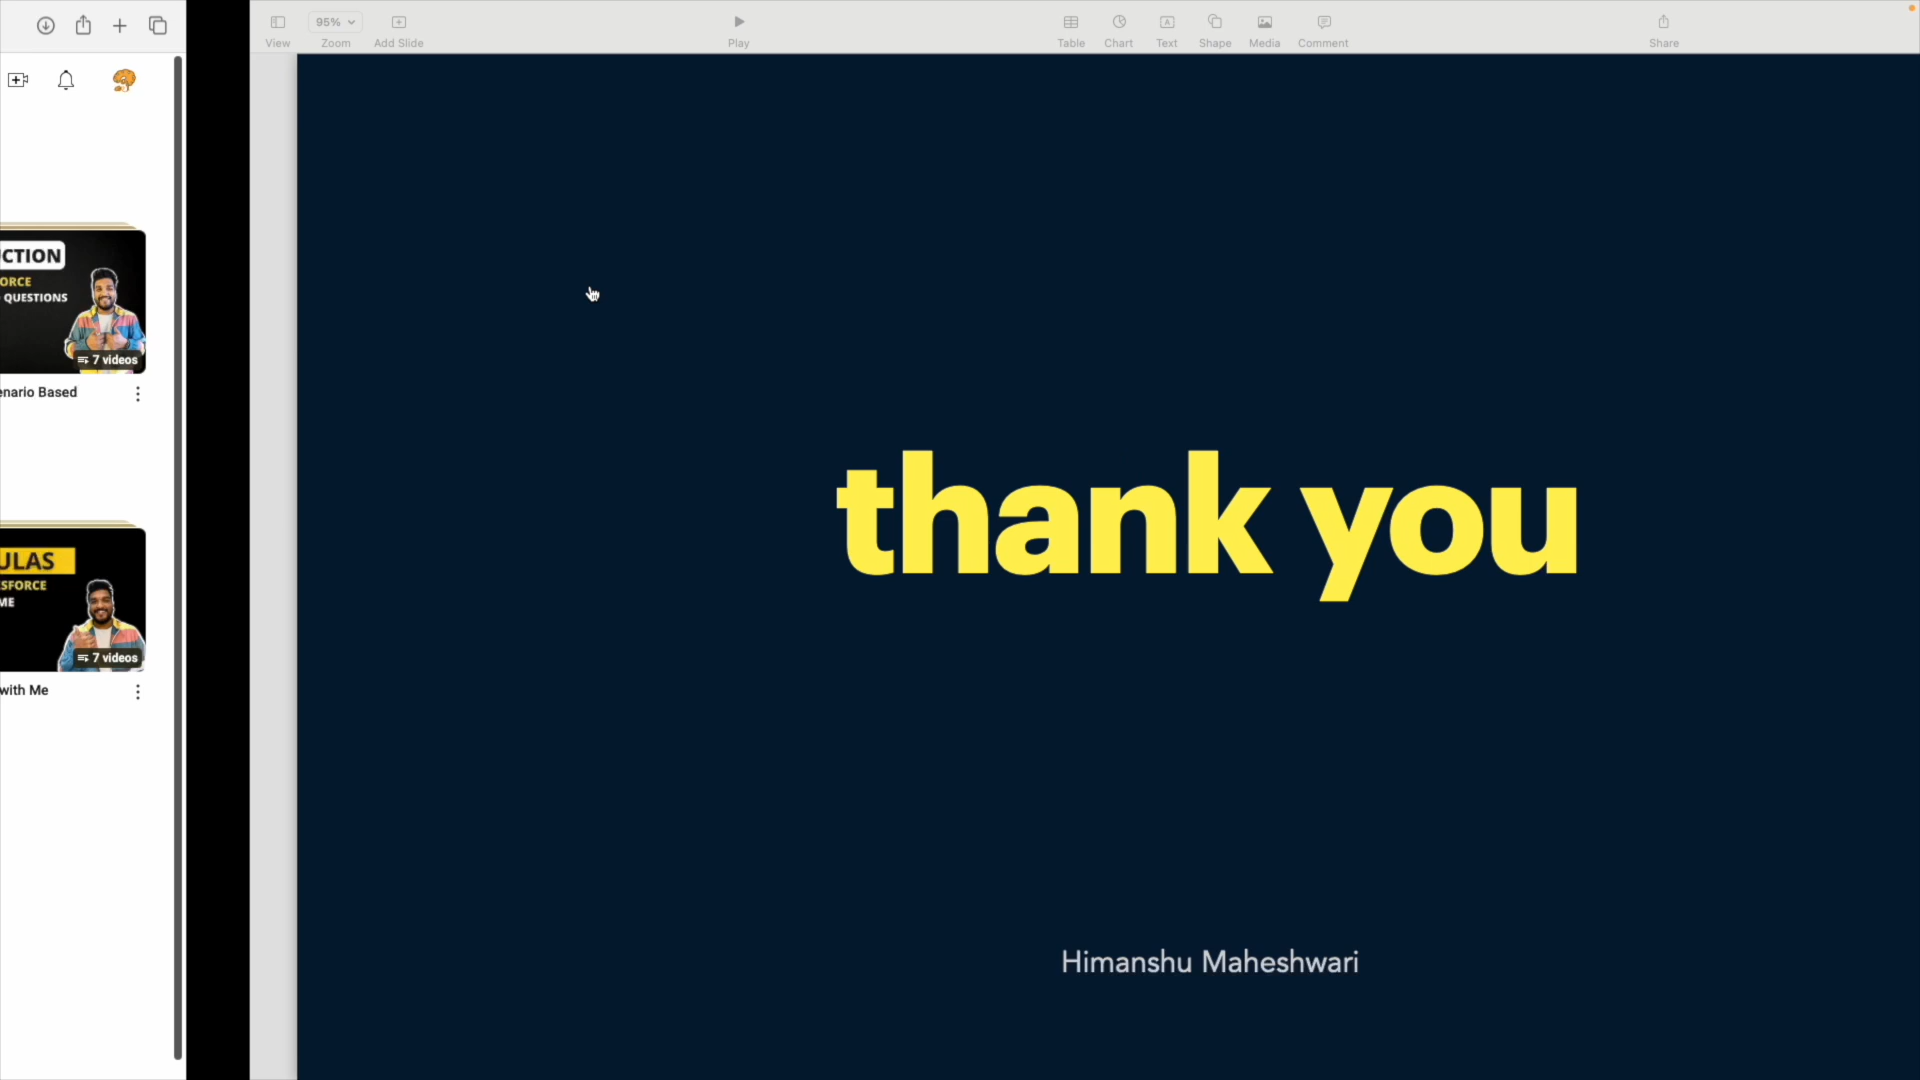 CTION
ORCE
QUESTIONS
7 videos
enario Based
ULAS
SFORCE
ME
7 videos
with Me
View
95%
Zoom
Add Slide
Play
Table
Chart
Text
Shape
Media
Comment
Share
thank you
Himanshu Maheshwari